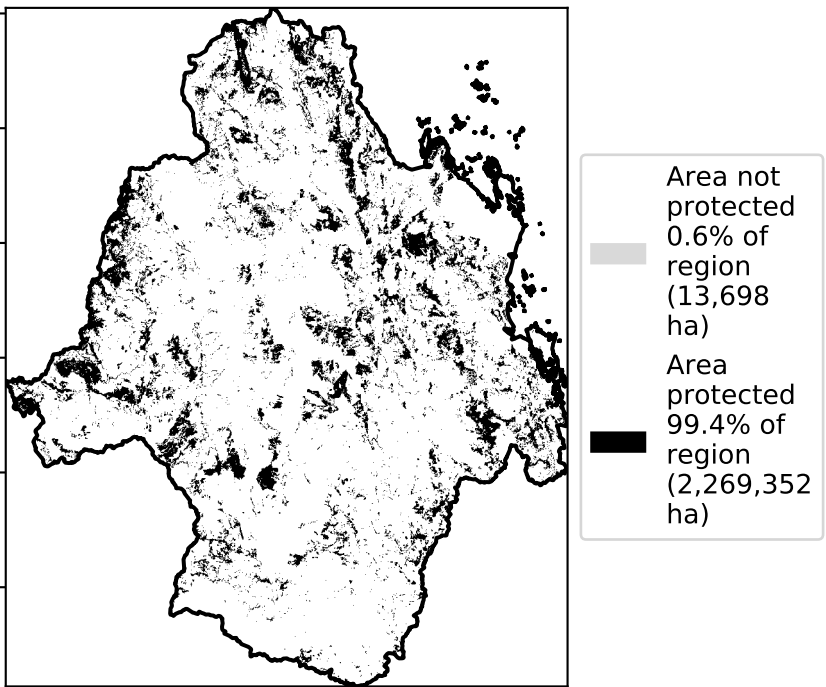 Area not
protected
0.6% of
region
(13,698
ha)
Area
protected
99.4% of
region
(2,269,352
ha)